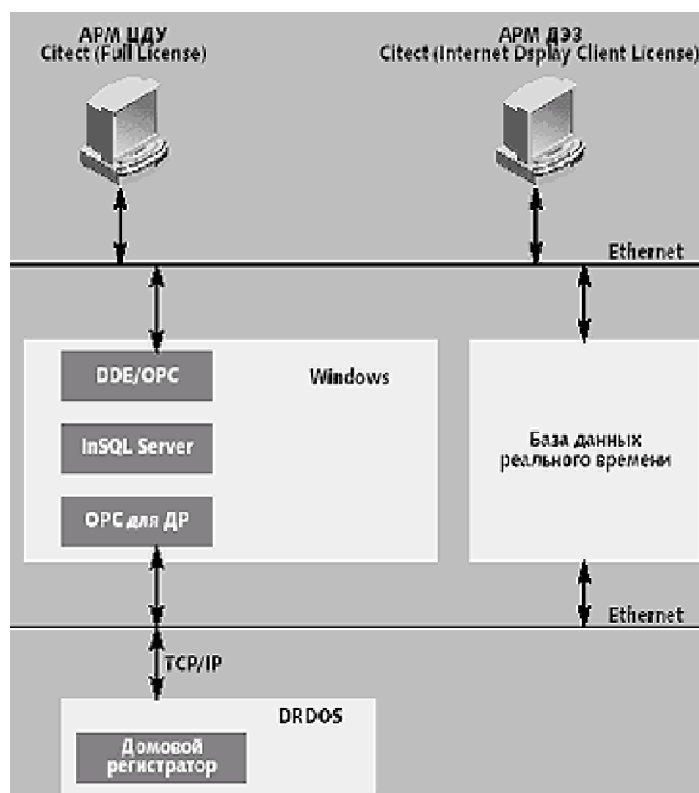 АРМ ЦДУ
Citect (Full License)
АРМ ДЭЗ
Citect (Internet Dsplay Client License)
Ethernet
DDE/OPC
Windows
InSQL Server
OPC для ДР
База данных
реального времени
Ethernet
TCP/IP
DRDOS
Домовой
регистратор